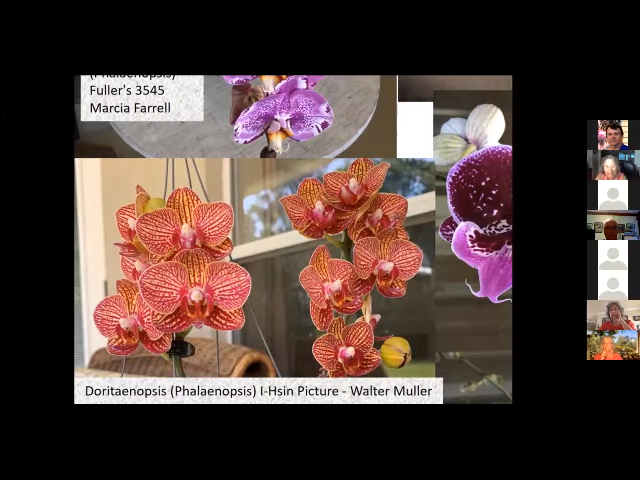 (Phalaenopsis)
Fuller's 3545
Marcia Farrell
Doritaenopsis (Phalaenopsis) I-Hsin Picture - Walter Muller